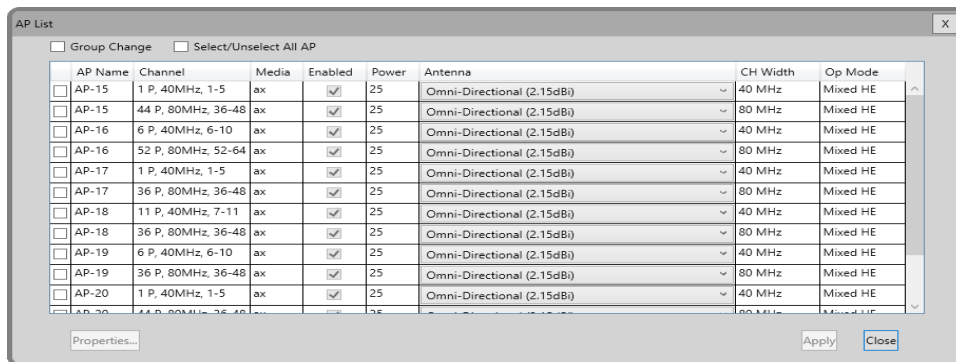 AP List X
Group Change Select/Unselect All AP
AP Name Channel Media Enabled Power Antenna CH Width Op Mode
AP-15 1 P, 40MHz, 1-5 ax 25 Omni-Directional (2.15dBi) 40 MHz Mixed HE
AP-15 44 P, 80MHz, 36-48 ax 25 Omni-Directional (2.15dBi) 80 MHz Mixed HE
AP-16 6 P, 40MHz, 6-10 ax 25 Omni-Directional (2.15dBi) 40 MHz Mixed HE
AP-16 52 P, 80MHz, 52-64 ax 25 Omni-Directional (2.15dBi) 80 MHz Mixed HE
AP-17 1 P, 40MHz, 1-5 ax 25 Omni-Directional (2.15dBi) 40 MHz Mixed HE
AP-17 36 P, 80MHz, 36-48 ax 25 Omni-Directional (2.15dBi) 80 MHz Mixed HE
AP-18 11 P, 40MHz, 7-11 ax 25 Omni-Directional (2.15dBi) 40 MHz Mixed HE
AP-18 36 P, 80MHz, 36-48 ax 25 Omni-Directional (2.15dBi) 80 MHz Mixed HE
AP-19 6 P, 40MHz, 6-10 ax 25 Omni-Directional (2.15dBi) 40 MHz Mixed HE
AP-19 36 P, 80MHz, 36-48 ax 25 Omni-Directional (2.15dBi) 80 MHz Mixed HE
AP-20 1 P, 40MHz, 1-5 ax 25 Omni-Directional (2.15dBi) 40 MHz Mixed HE
Properties... Apply Close